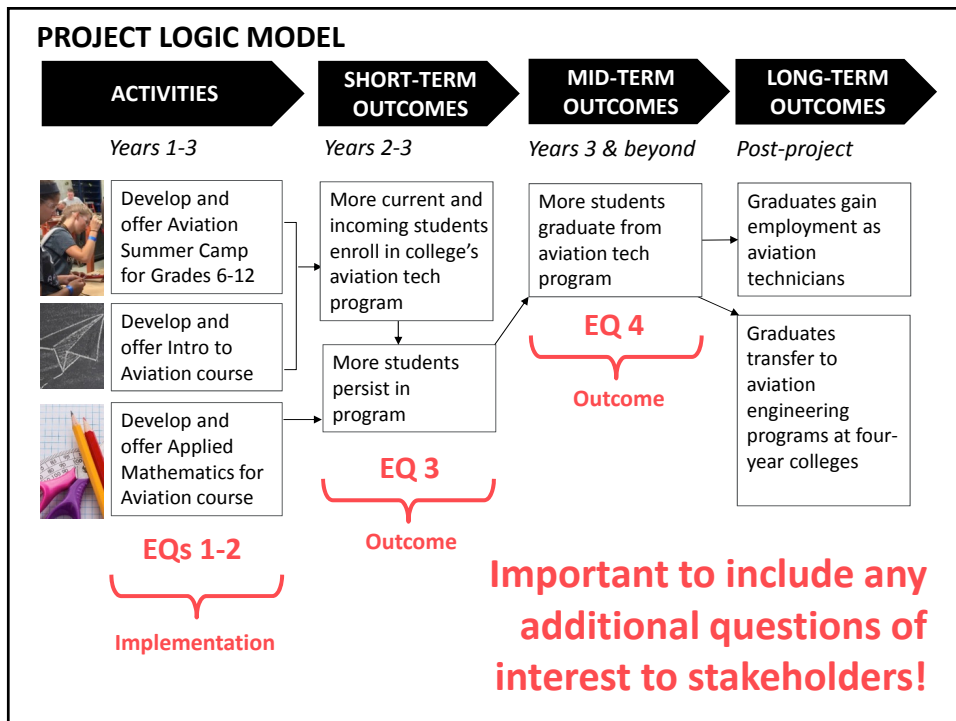 PROJECT LOGIC MODEL
ACTIVITIES
SHORT-TERM
OUTCOMES
MID-TERM
OUTCOMES
LONG-TERM
OUTCOMES
Years 1-3
Years 2-3
Years 3 & beyond
Post-project
Develop and
offer Aviation
Summer Camp
for Grades 6-12
Develop and
offer Intro to
Aviation course
Develop and
offer Applied
Mathematics for
Aviation course
EQs 1-2
Implementation
More current and
incoming students
enroll in college’s
aviation tech
program
More students
persist in
program
EQ 3
Outcome
More students
graduate from
aviation tech
program
EQ 4
Outcome
Graduates gain
employment as
aviation
technicians
Graduates
transfer to
aviation
engineering
programs at four-
year colleges
Important to include any
additional questions of
interest to stakeholders!